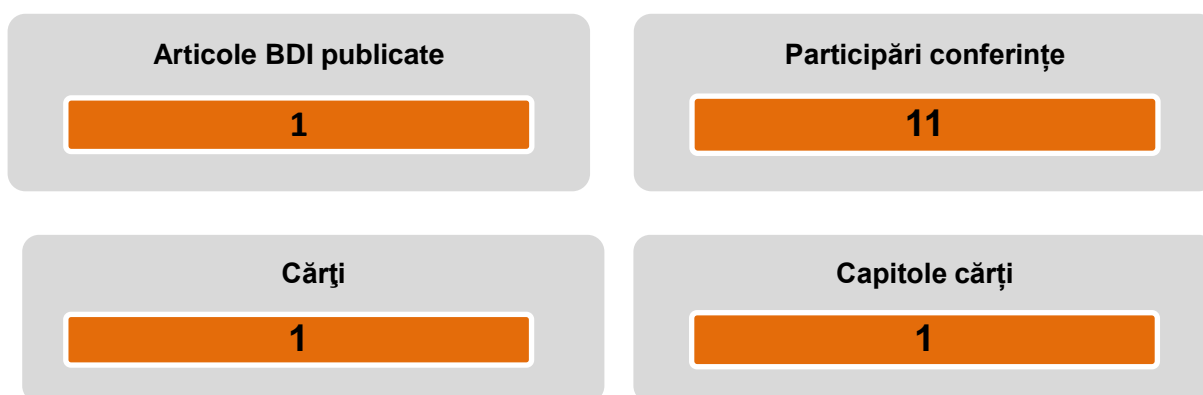 Articole BDI publicate
1
Participări conferințe
11
Cărţi
1
Capitole cărți
1